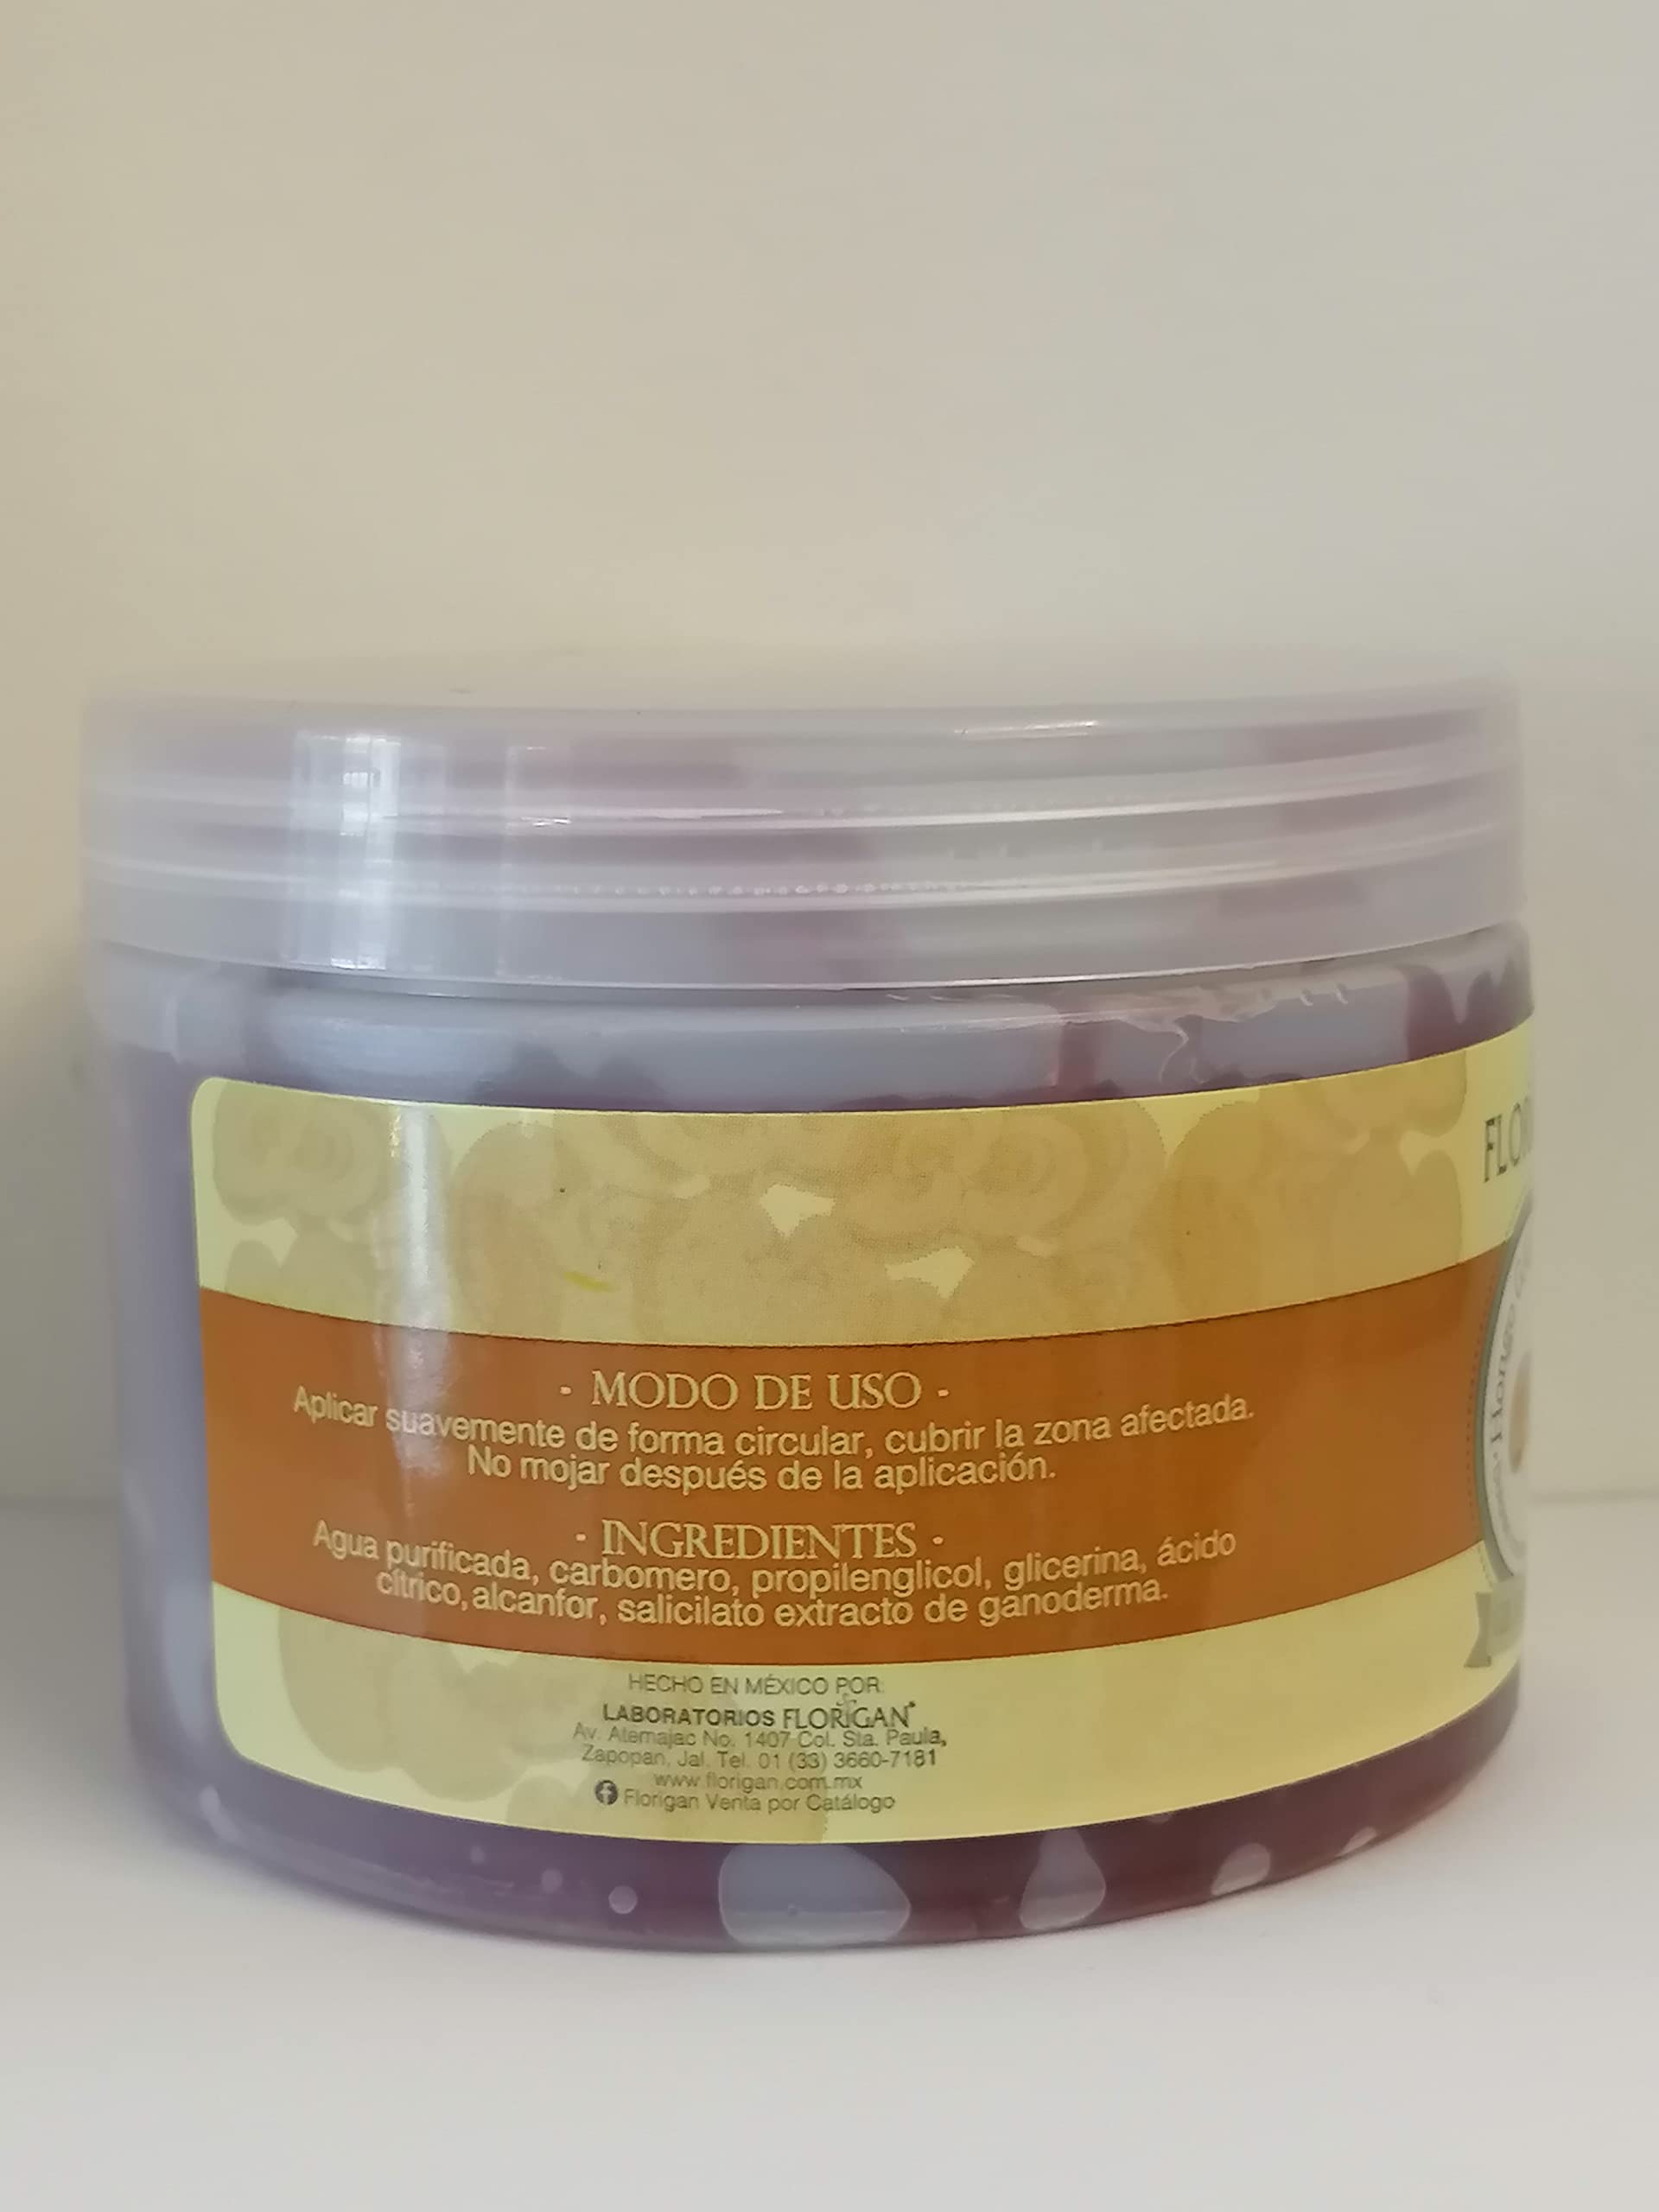 - MODO DE USO -
Aplicar suavemente de forma circular, cubrir la zona afectada.
No mojar después de la aplicación.
- INGREDIENTES -
Agua purificada, carbomero, propilenglicol, glicerina, ácido
cítrico, alcanfor, salicilato extracto de ganoderma.
HECHO EN MÉXICO POR:
LABORATORIOS FLORIGAN
Av. Atemajac No. 1407 Col. Sta. Paula,
Zapopan, Jal. Tel. 01 (33) 3660-7181
www.florigan.com.mx
Florigan Venta por Catálogo